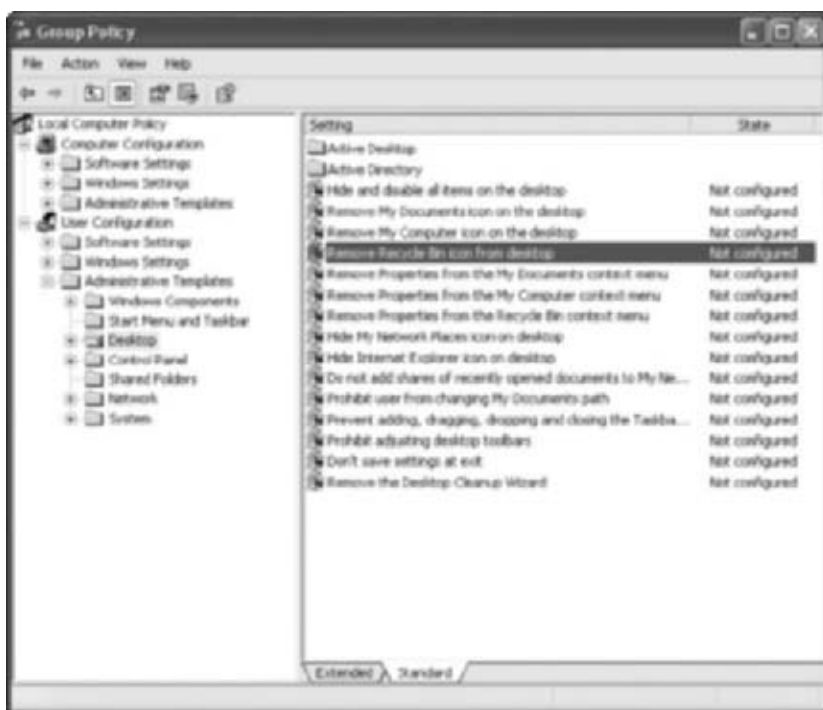 Group Policy
File Action View Help
Local Computer Policy
Computer Configuration
Software Settings
Windows Settings
Administrative Templates
User Configuration
Software Settings
Windows Settings
Administrative Templates
Windows Components
Start Menu and Taskbar
Desktop
Control Panel
Shared Folders
Network
System
Setting State
Active Desktop
Active Directory
Hide and disable all items on the desktop Not configured
Remove My Documents icon on the desktop Not configured
Remove My Computer icon on the desktop Not configured
Remove Recycle Bin icon from desktop Not configured
Remove Properties from the My Documents context menu Not configured
Remove Properties from the My Computer context menu Not configured
Remove Properties from the Recycle Bin context menu Not configured
Hide My Network Places icon on desktop Not configured
Hide Internet Explorer icon on desktop Not configured
Do not add shares of recently opened documents to My Ne... Not configured
Prohibit user from changing My Documents path Not configured
Prevent adding, dragging, dropping and closing the Taskba... Not configured
Prohibit adjusting desktop toolbars Not configured
Don't save settings at exit Not configured
Remove the Desktop Cleanup Wizard Not configured
Extended Standard